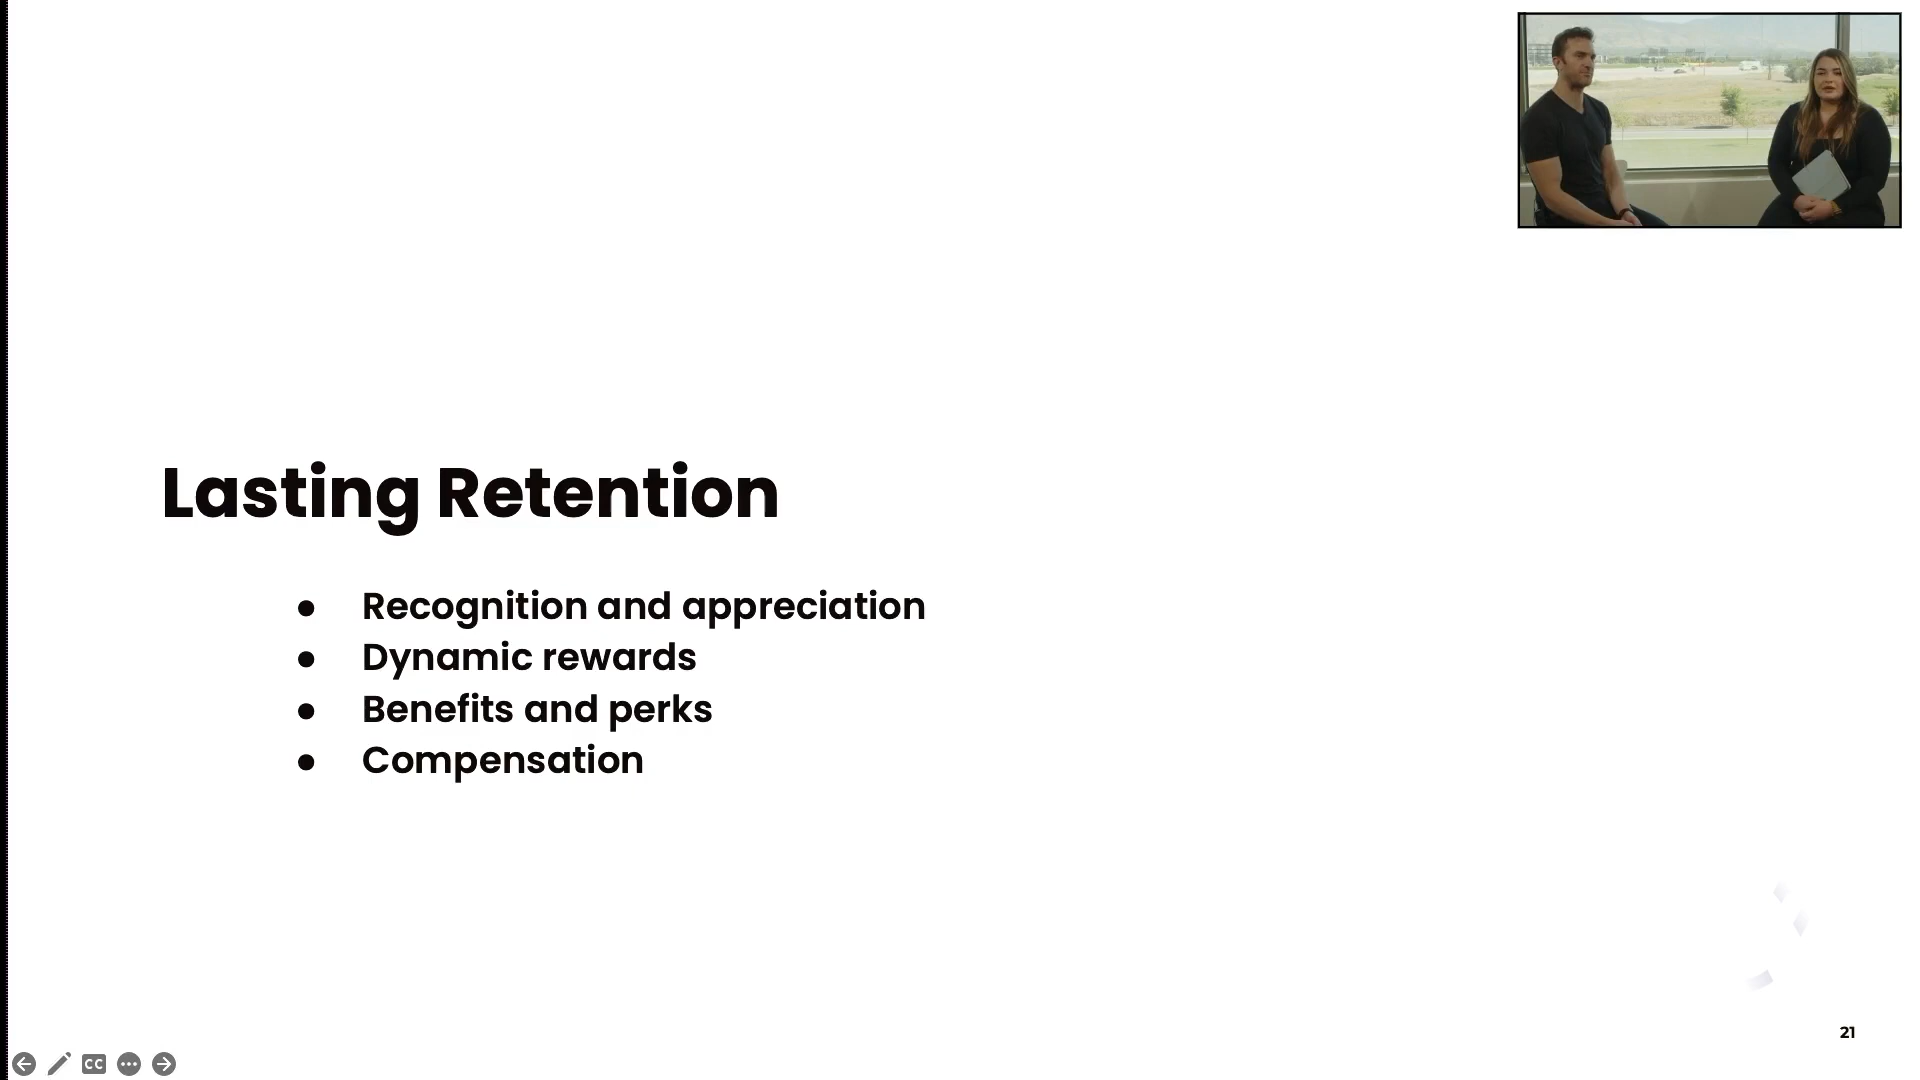 Lasting Retention
● Recognition and appreciation
● Dynamic rewards
● Benefits and perks
● Compensation
21
CC